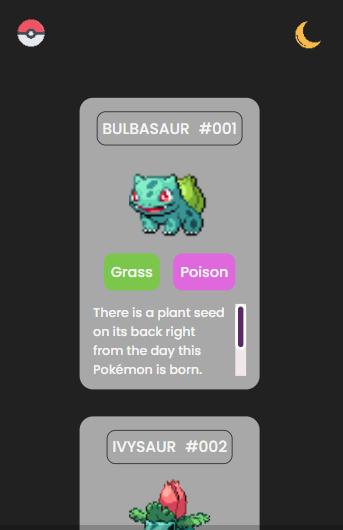 BULBASAUR #001
Grass Poison
There is a plant seed
on its back right
from the day this
Pokémon is born.
IVYSAUR #002